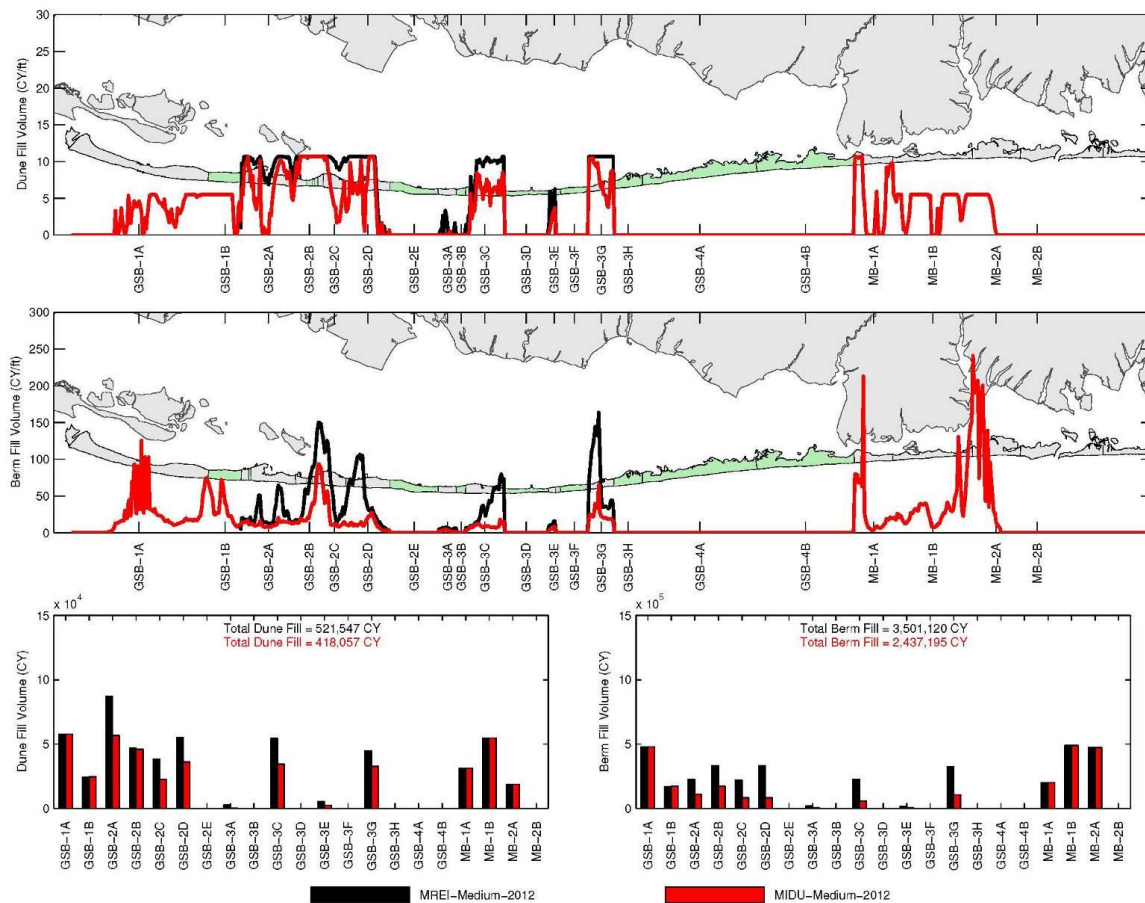 30
25
20
15
10
5
0
Dune Fill Volume (CY/ft)
GSB-1A GSB-1B GSB-2A GSB-2B GSB-2C GSB-2D GSB-2E GSB-3A GSB-3B GSB-3C GSB-3D GSB-3E GSB-3F GSB-3G GSB-3H GSB-4A GSB-4B MB-1A MB-1B MB-2A MB-2B
300
250
200
150
100
50
0
Berm Fill Volume (CY/ft)
GSB-1A GSB-1B GSB-2A GSB-2B GSB-2C GSB-2D GSB-2E GSB-3A GSB-3B GSB-3C GSB-3D GSB-3E GSB-3F GSB-3G GSB-3H GSB-4A GSB-4B MB-1A MB-1B MB-2A MB-2B
x 10^4
15
10
5
0
Dune Fill Volume (CY)
Total Dune Fill = 521,547 CY
Total Dune Fill = 418,057 CY
GSB-1A GSB-1B GSB-2A GSB-2B GSB-2C GSB-2D GSB-2E GSB-3A GSB-3B GSB-3C GSB-3D GSB-3E GSB-3F GSB-3G GSB-3H GSB-4A GSB-4B MB-1A MB-1B MB-2A MB-2B
x 10^5
15
10
5
0
Berm Fill Volume (CY)
Total Berm Fill = 3,501,120 CY
Total Berm Fill = 2,437,195 CY
GSB-1A GSB-1B GSB-2A GSB-2B GSB-2C GSB-2D GSB-2E GSB-3A GSB-3B GSB-3C GSB-3D GSB-3E GSB-3F GSB-3G GSB-3H GSB-4A GSB-4B MB-1A MB-1B MB-2A MB-2B
MREI-Medium-2012
MIDU-Medium-2012